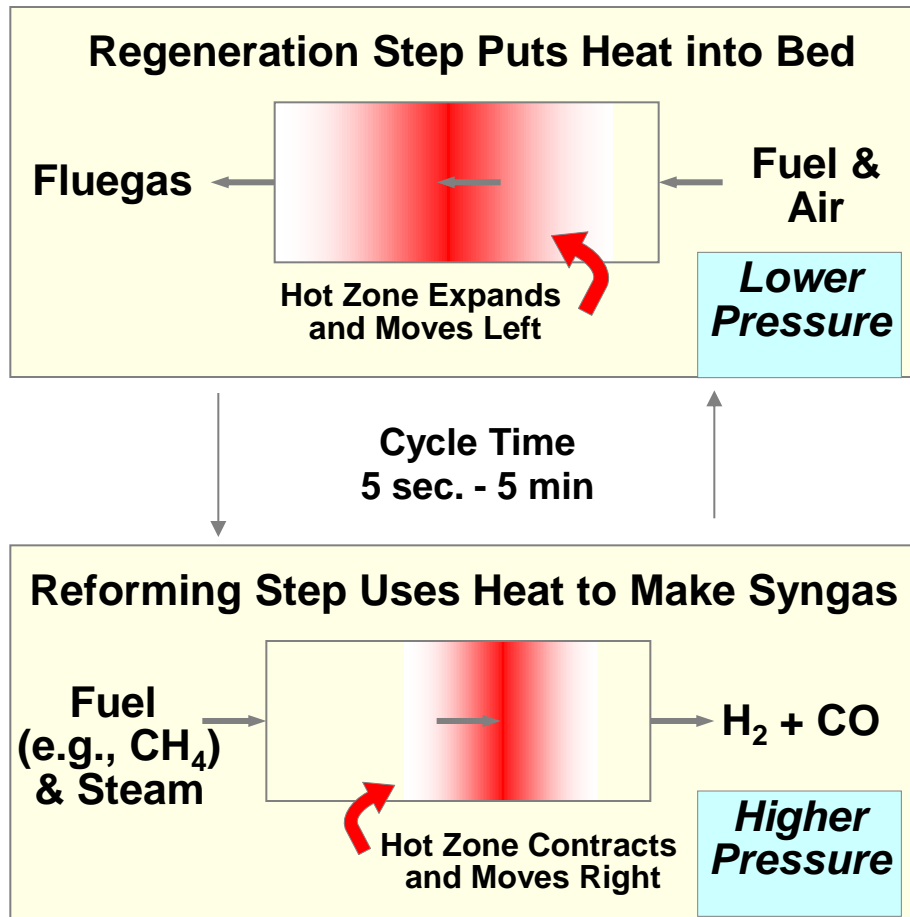 Regeneration Step Puts Heat into Bed
Fluegas
Fuel &
Air
Hot Zone Expands
and Moves Left
Lower
Pressure
Cycle Time
5 sec. - 5 min
Reforming Step Uses Heat to Make Syngas
Fuel
(e.g., CH₄)
& Steam
H₂ + CO
Hot Zone Contracts
and Moves Right
Higher
Pressure